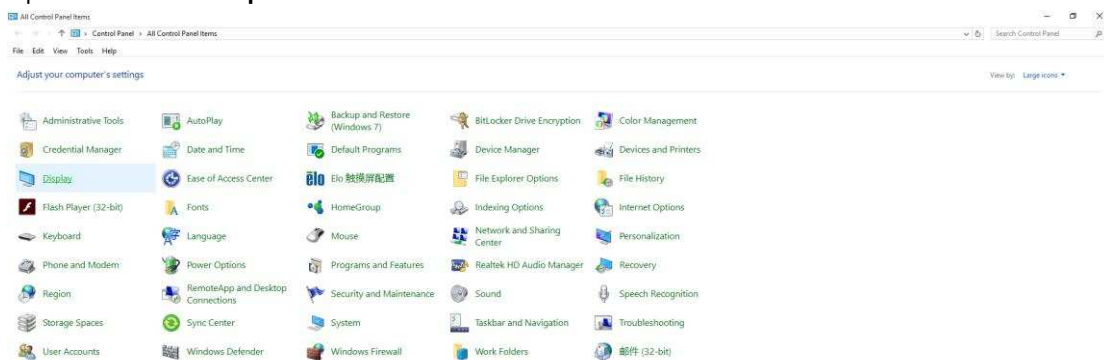 All Control Panel Items
Control Panel > All Control Panel Items
Search Control Panel
File Edit View Tools Help
Adjust your computer's settings
View by: Large icons
Administrative Tools
AutoPlay
Backup and Restore
(Windows 7)
BitLocker Drive Encryption
Color Management
Credential Manager
Date and Time
Default Programs
Device Manager
Devices and Printers
Display
Ease of Access Center
elo Elo 触摸屏配置
File Explorer Options
File History
Flash Player (32-bit)
Fonts
HomeGroup
Indexing Options
Internet Options
Keyboard
Language
Mouse
Network and Sharing
Center
Personalization
Phone and Modem
Power Options
Programs and Features
Realtek HD Audio Manager
Recovery
Region
RemoteApp and Desktop
Connections
Security and Maintenance
Sound
Speech Recognition
Storage Spaces
Sync Center
System
Taskbar and Navigation
Troubleshooting
User Accounts
Windows Defender
Windows Firewall
Work Folders
邮件 (32-bit)